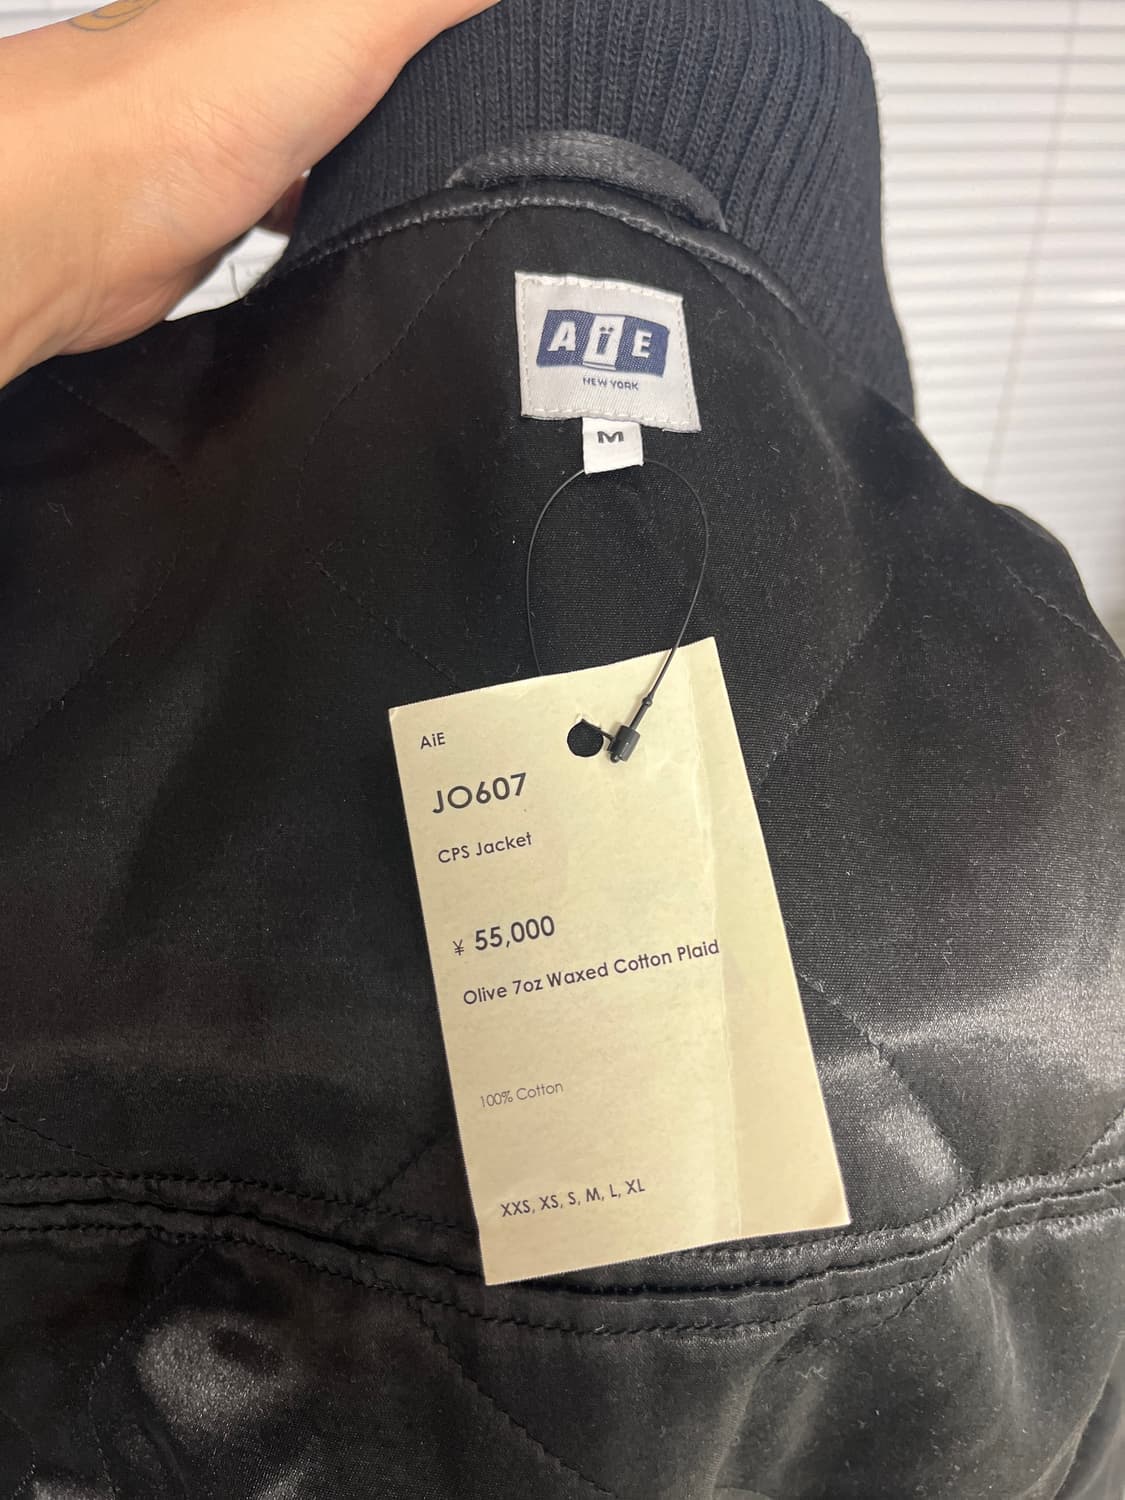 AïE
NEW YORK
M
AiE
JO607
CPS Jacket
¥ 55,000
Olive 7oz Waxed Cotton Plaid
100% Cotton
XXS, XS, S, M, L, XL